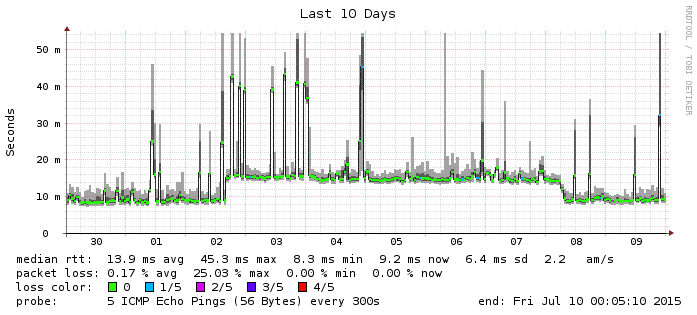 Last 10 Days
RRDTOOL / TOBI OETIKER
Seconds
50 m
40 m
30 m
20 m
10 m
0
30 01 02 03 04 05 06 07 08 09
median rtt: 13.9 ms avg 45.3 ms max 8.3 ms min 9.2 ms now 6.4 ms sd 2.2 am/s
packet loss: 0.17 % avg 25.03 % max 0.00 % min 0.00 % now
loss color: 0 1/5 2/5 3/5 4/5
probe: 5 ICMP Echo Pings (56 Bytes) every 300s end: Fri Jul 10 00:05:10 2015